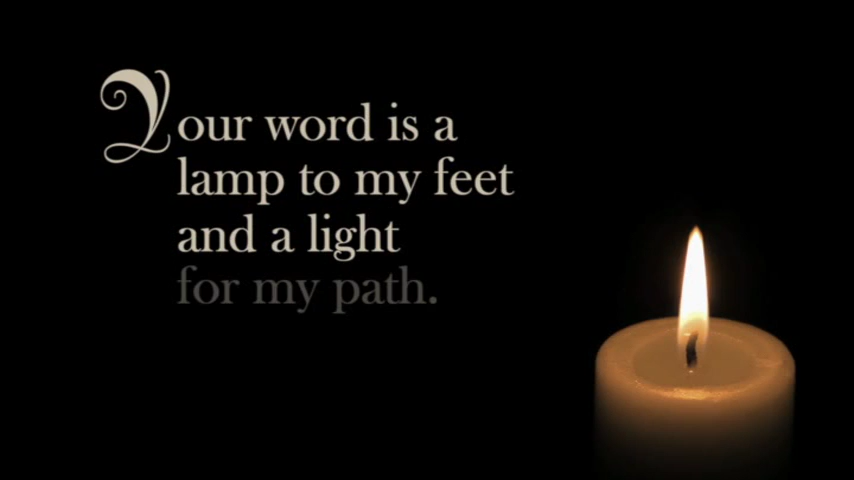 Your word is a
lamp to my feet
and a light
for my path.